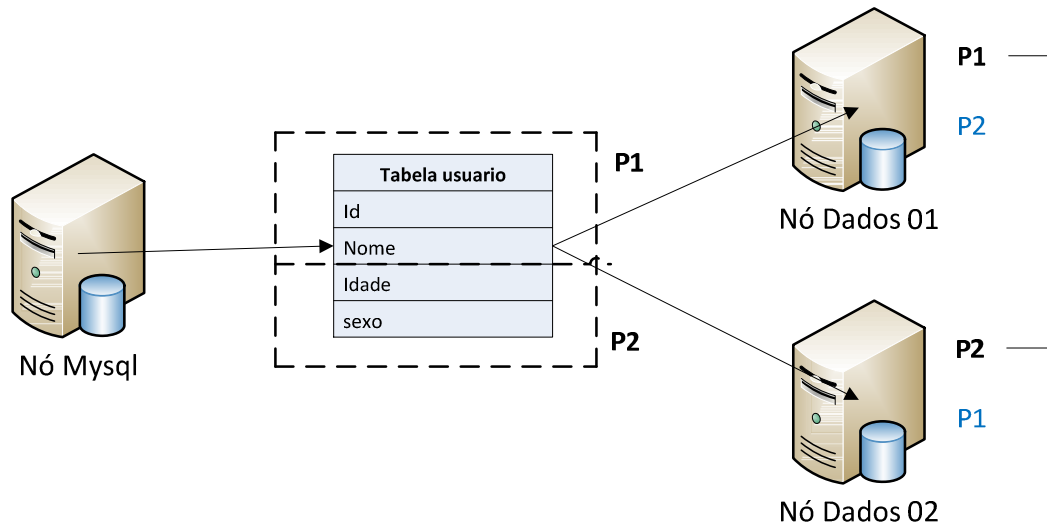 Nó Mysql
Tabela usuario
Id
Nome
Idade
sexo
P1
P2
P1
P2
Nó Dados 01
P2
P1
Nó Dados 02